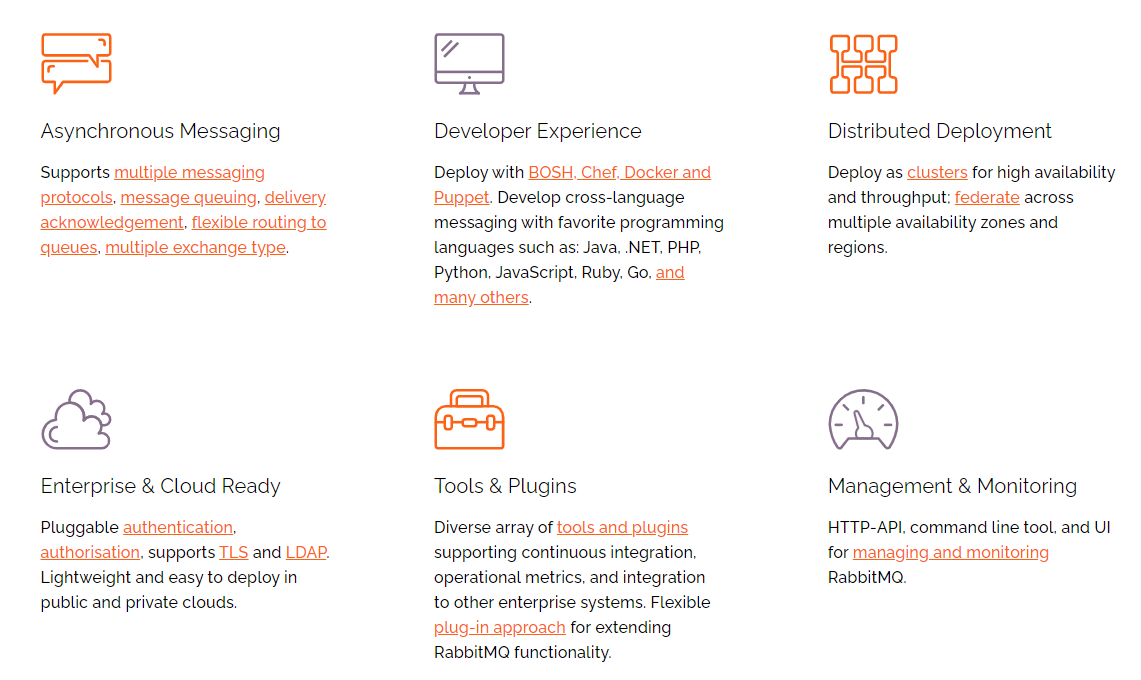 Asynchronous Messaging
Supports multiple messaging
protocols, message queuing, delivery
acknowledgement, flexible routing to
queues, multiple exchange type.
Developer Experience
Deploy with BOSH, Chef, Docker and
Puppet. Develop cross-language
messaging with favorite programming
languages such as: Java, .NET, PHP,
Python, JavaScript, Ruby, Go, and
many others.
Distributed Deployment
Deploy as clusters for high availability
and throughput; federate across
multiple availability zones and
regions.
Enterprise & Cloud Ready
Pluggable authentication,
authorisation, supports TLS and LDAP.
Lightweight and easy to deploy in
public and private clouds.
Tools & Plugins
Diverse array of tools and plugins
supporting continuous integration,
operational metrics, and integration
to other enterprise systems. Flexible
plug-in approach for extending
RabbitMQ functionality.
Management & Monitoring
HTTP-API, command line tool, and UI
for managing and monitoring
RabbitMQ.